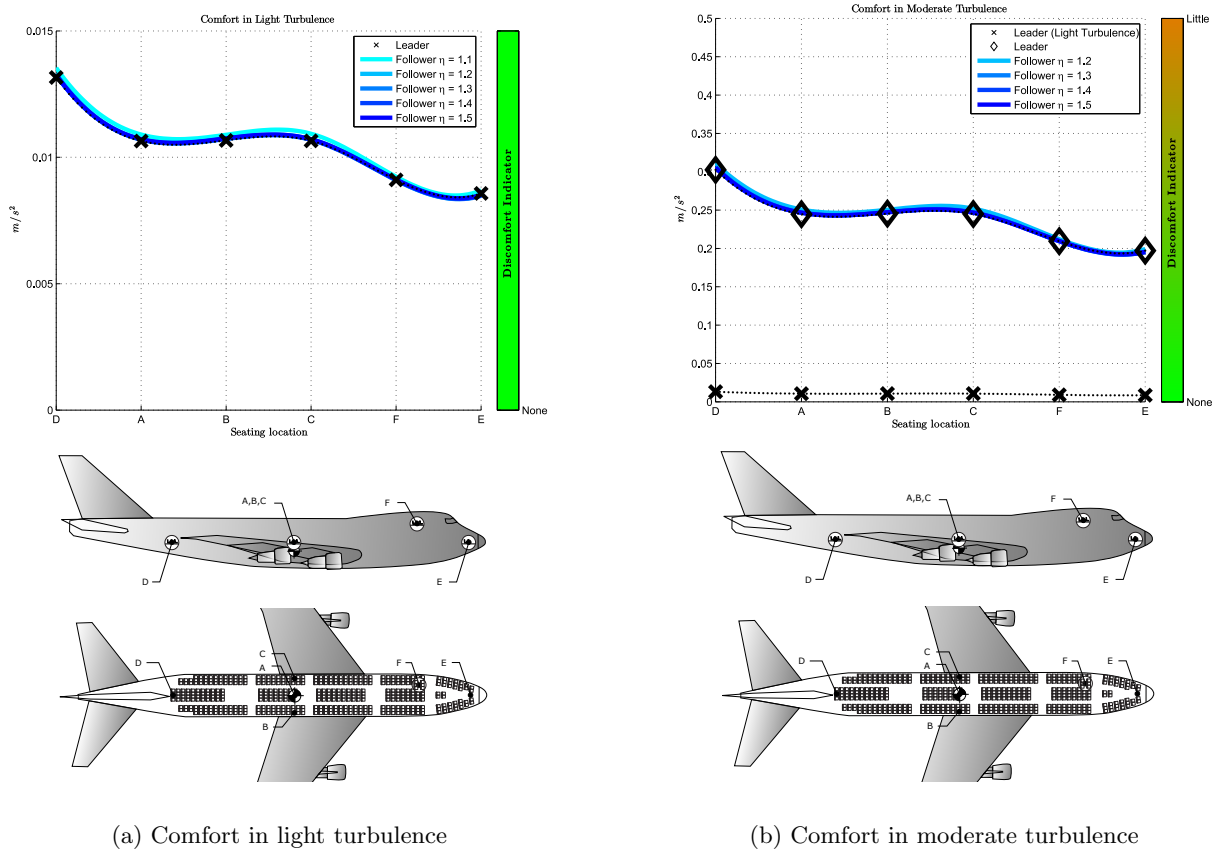 Comfort in Light Turbulence
0.015
0.01
0.005
0
m/s²
D A B C F E
Seating location
Leader
Follower η = 1.1
Follower η = 1.2
Follower η = 1.3
Follower η = 1.4
Follower η = 1.5
Discomfort Indicator
None
A,B,C
F
D
E
C
D
A
F
E
B
(a) Comfort in light turbulence
Comfort in Moderate Turbulence
0.5
0.45
0.4
0.35
0.3
0.25
0.2
0.15
0.1
0.05
0
m/s²
D A B C F E
Seating location
Leader (Light Turbulence)
Leader
Follower η = 1.2
Follower η = 1.3
Follower η = 1.4
Follower η = 1.5
Little
Discomfort Indicator
None
A,B,C
F
D
E
C
D
A
F
E
B
(b) Comfort in moderate turbulence